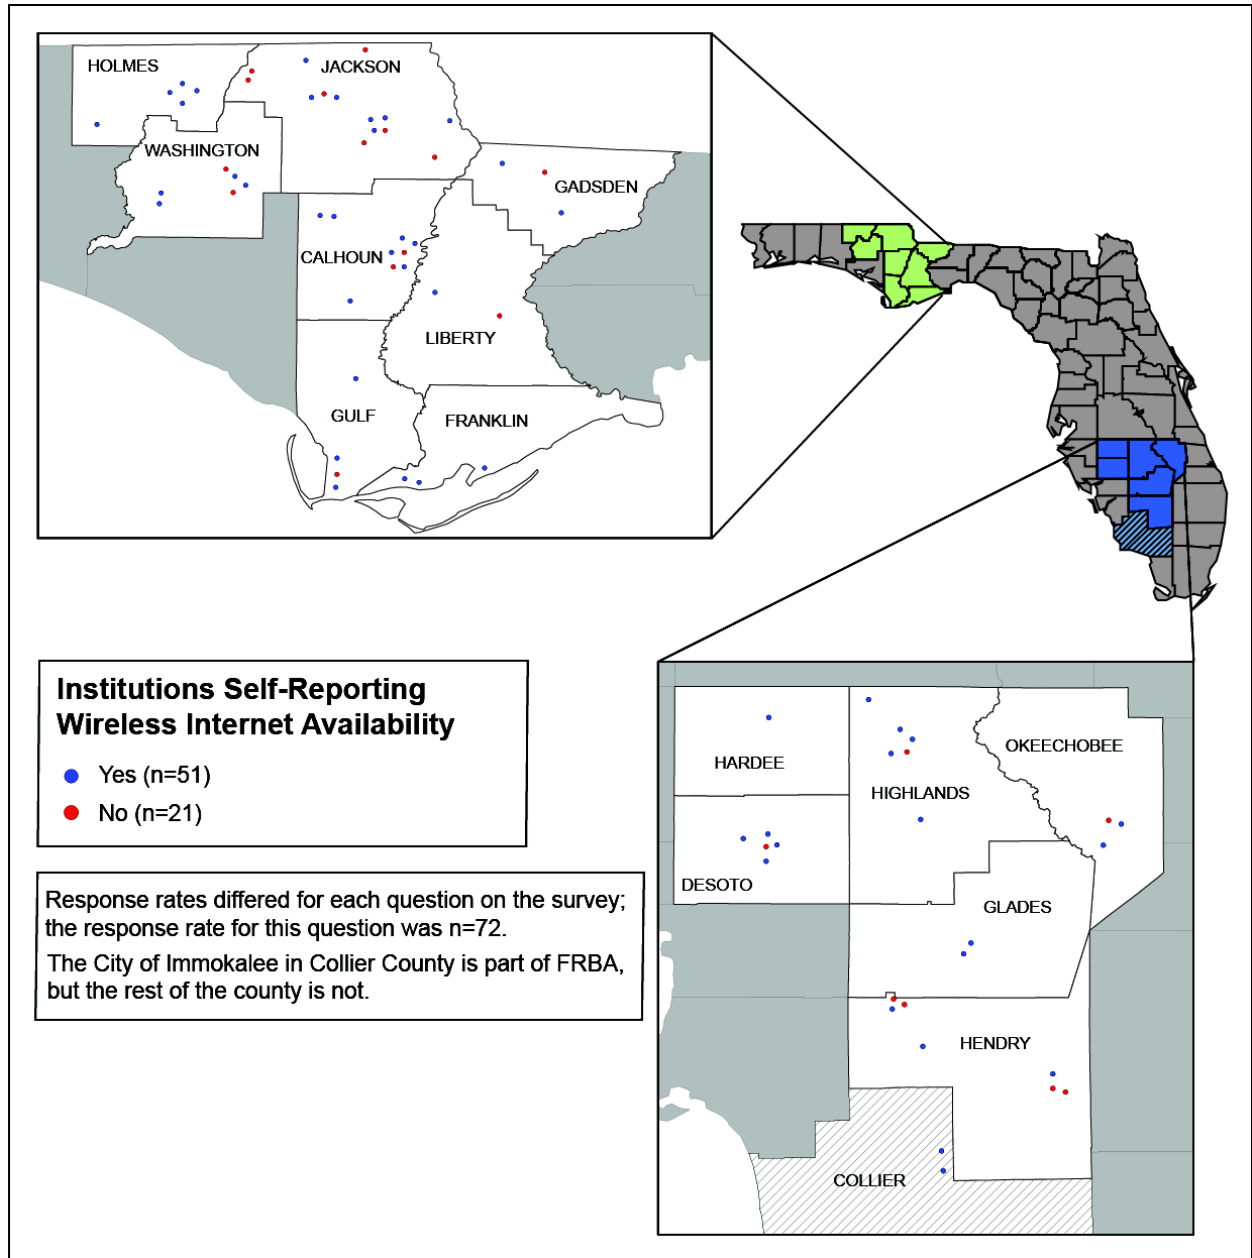 HOLMES
JACKSON
WASHINGTON
GADSDEN
CALHOUN
LIBERTY
GULF
FRANKLIN
Institutions Self-Reporting
Wireless Internet Availability
Yes (n=51)
No (n=21)
Response rates differed for each question on the survey;
the response rate for this question was n=72.
The City of Immokalee in Collier County is part of FRBA,
but the rest of the county is not.
OKEECHOBEE
HARDEE
HIGHLANDS
DESOTO
GLADES
HENDRY
COLLIER